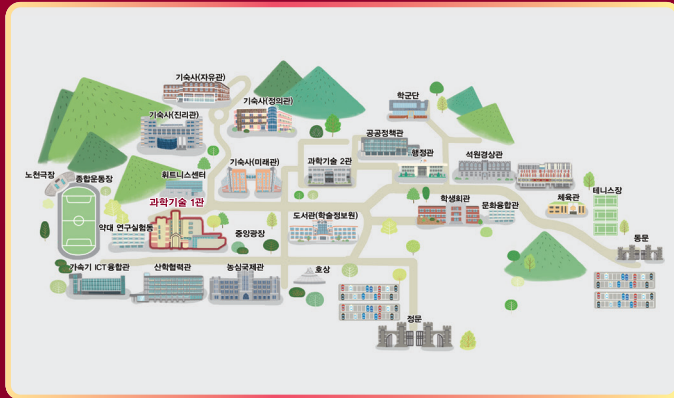 기숙사(자유관)
기숙사(정의관)
학군단
기숙사(진리관)
공공정책관
행정관
노천극장
종합운동장
휘트니스센터
기숙사(미래관)
과학기술 2관
석원경상관
과학기술 1관
학생회관
문화융합관
체육관
테니스장
약대 연구실험동
중앙광장
도서관(학술정보원)
동문
가속기 ICT융합관
산학협력관
농심국제관
호상
정문